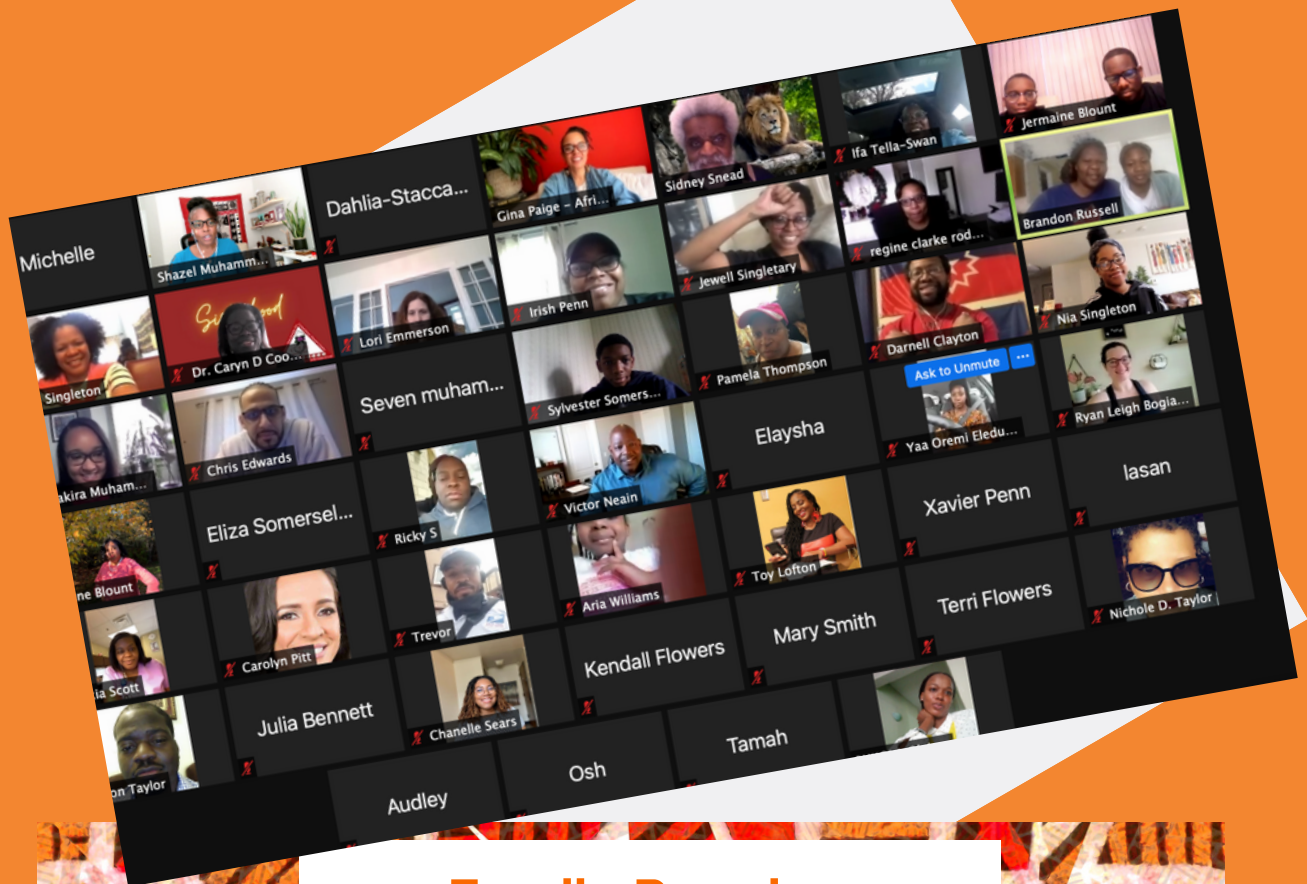 Michelle
Shazel Muhamm...
Dahlia-Stacca...
Gina Paige – Afri...
Sidney Snead
Ifa Tella-Swan
Jermaine Blount
Singleton
Dr. Caryn D Coo...
Lori Emmerson
Irish Penn
Jewell Singletary
regine clarke rod...
Brandon Russell
akira Muham...
Chris Edwards
Seven muham...
Sylvester Somers...
Pamela Thompson
Darnell Clayton
Nia Singleton
ne Blount
Eliza Somersel...
Ricky S
Victor Neain
Elaysha
Ask to Unmute ...
Yaa Oremi Eledu...
Ryan Leigh Bogia...
ia Scott
Carolyn Pitt
Trevor
Aria Williams
Toy Lofton
Xavier Penn
Iasan
on Taylor
Julia Bennett
Chanelle Sears
Kendall Flowers
Mary Smith
Terri Flowers
Nichole D. Taylor
Audley
Osh
Tamah